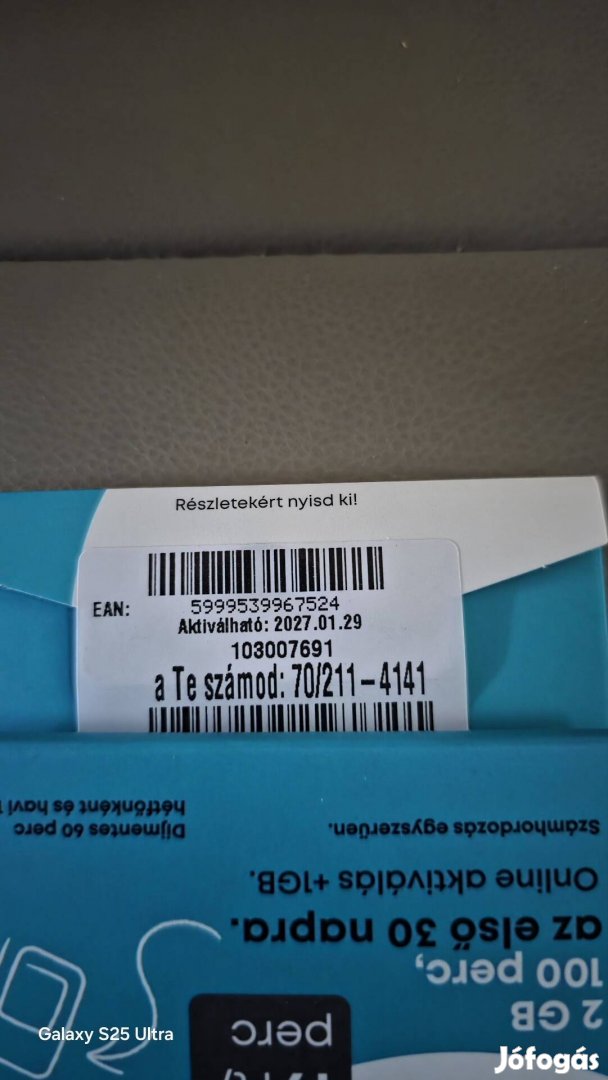 Részletekért nyisd ki!
EAN: 5999539967524
Aktiválható: 2027.01.29
103007691
a Te számod: 70/211-4141
2 GB
100 perc,
az első 30 napra.
Online aktiválás +1GB.
Számhordozás egyszerűen.
Díjmentes 60 perc
hétfőnként és havi
perc
Galaxy S25 Ultra
Jófogás